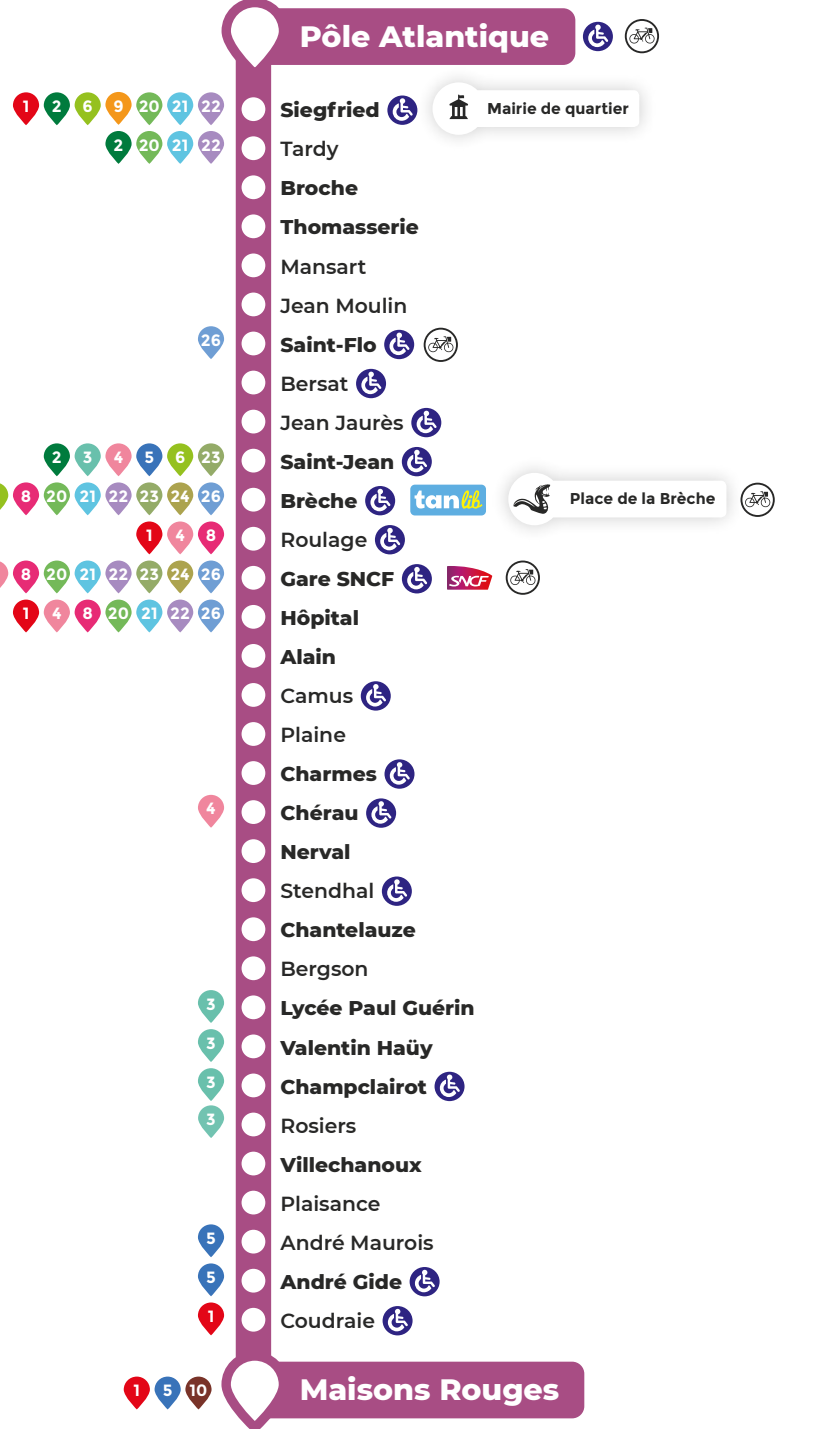 Pôle Atlantique
1 2 6 9 20 21 22 Siegfried Mairie de quartier
2 20 21 22 Tardy
Broche
Thomasserie
Mansart
Jean Moulin
26 Saint-Flo
Bersat
Jean Jaurès
2 3 4 5 6 23 Saint-Jean
8 20 21 22 23 24 26 Brèche tanlib Place de la Brèche
1 4 8 Roulage
8 20 21 22 23 24 26 Gare SNCF SNCF
1 4 8 20 21 22 26 Hôpital
Alain
Camus
Plaine
Charmes
4 Chérau
Nerval
Stendhal
Chantelauze
Bergson
3 Lycée Paul Guérin
3 Valentin Haüy
3 Champclairot
3 Rosiers
Villechanoux
Plaisance
5 André Maurois
5 André Gide
1 Coudraie
1 5 10 Maisons Rouges